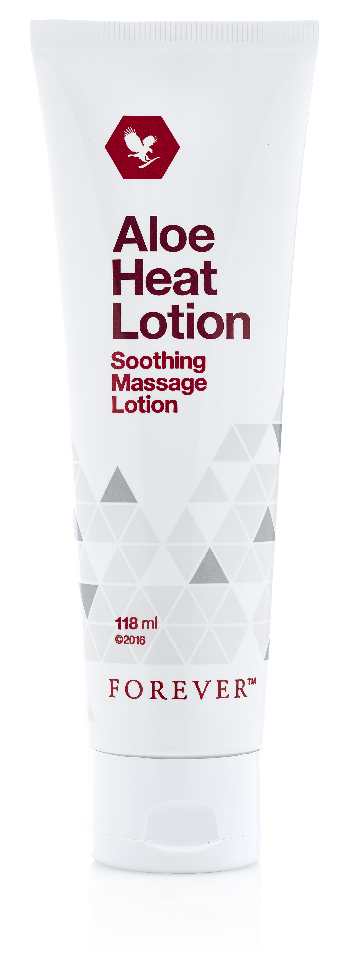 Aloe
Heat
Lotion
Soothing
Massage
Lotion
118 ml
©2016
FOREVER™